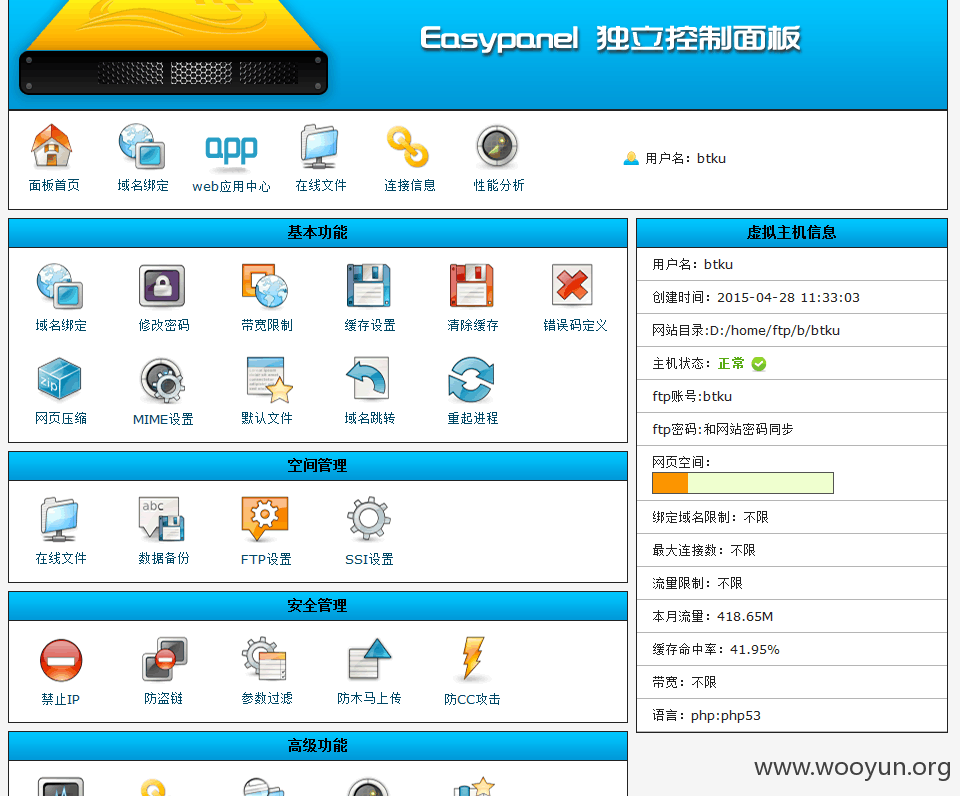 Easypanel 独立控制面板
面板首页 域名绑定 app web应用中心 在线文件 连接信息 性能分析
用户名：btku
基本功能
域名绑定 修改密码 带宽限制 缓存设置 清除缓存 错误码定义
zip
网页压缩 MIME设置 默认文件 域名跳转 重起进程
空间管理
abc
在线文件 数据备份 FTP设置 SSI设置
安全管理
禁止IP 防盗链 参数过滤 防木马上传 防CC攻击
高级功能
虚拟主机信息
用户名：btku
创建时间：2015-04-28 11:33:03
网站目录:D:/home/ftp/b/btku
主机状态：正常
ftp账号:btku
ftp密码:和网站密码同步
网页空间：
绑定域名限制：不限
最大连接数：不限
流量限制：不限
本月流量：418.65M
缓存命中率：41.95%
带宽：不限
语言：php:php53
www.wooyun.org